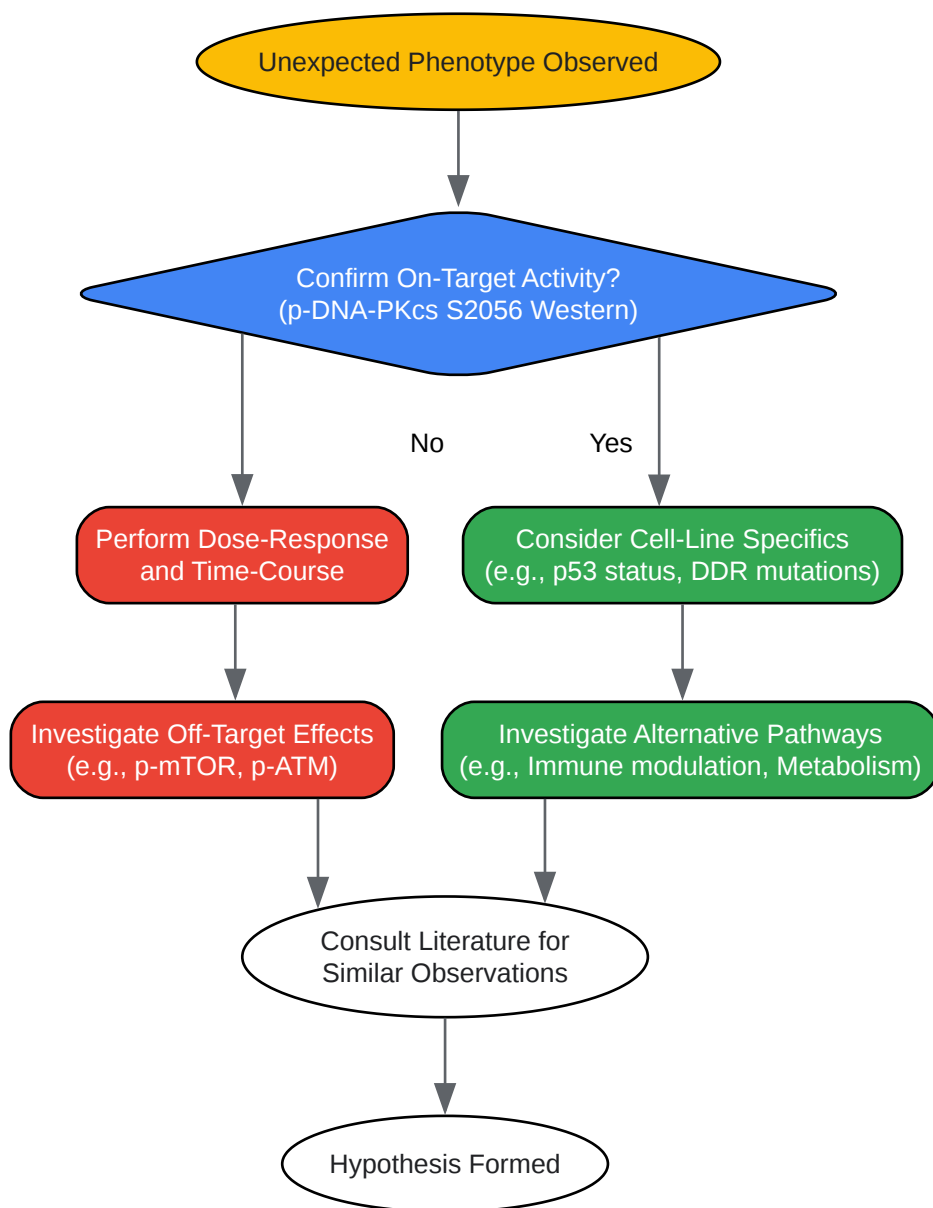 Unexpected Phenotype Observed
Confirm On-Target Activity?
(p-DNA-PKcs S2056 Western)
No
Yes
Perform Dose-Response
and Time-Course
Consider Cell-Line Specifics
(e.g., p53 status, DDR mutations)
Investigate Off-Target Effects
(e.g., p-mTOR, p-ATM)
Investigate Alternative Pathways
(e.g., Immune modulation, Metabolism)
Consult Literature for
Similar Observations
Hypothesis Formed